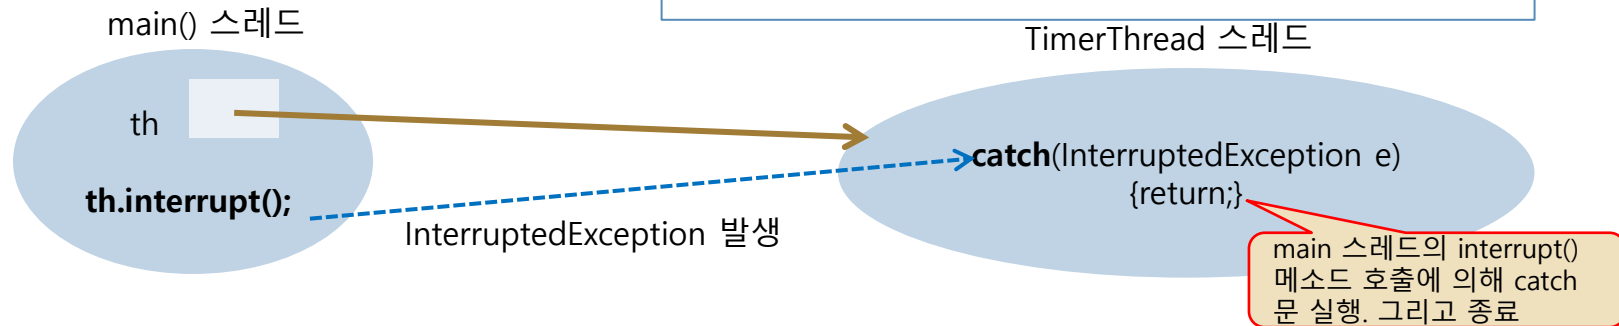 main() 스레드
TimerThread 스레드
th
th.interrupt();
InterruptedException 발생
catch(InterruptedException e)
{return;}
main 스레드의 interrupt()
메소드 호출에 의해 catch
문 실행. 그리고 종료